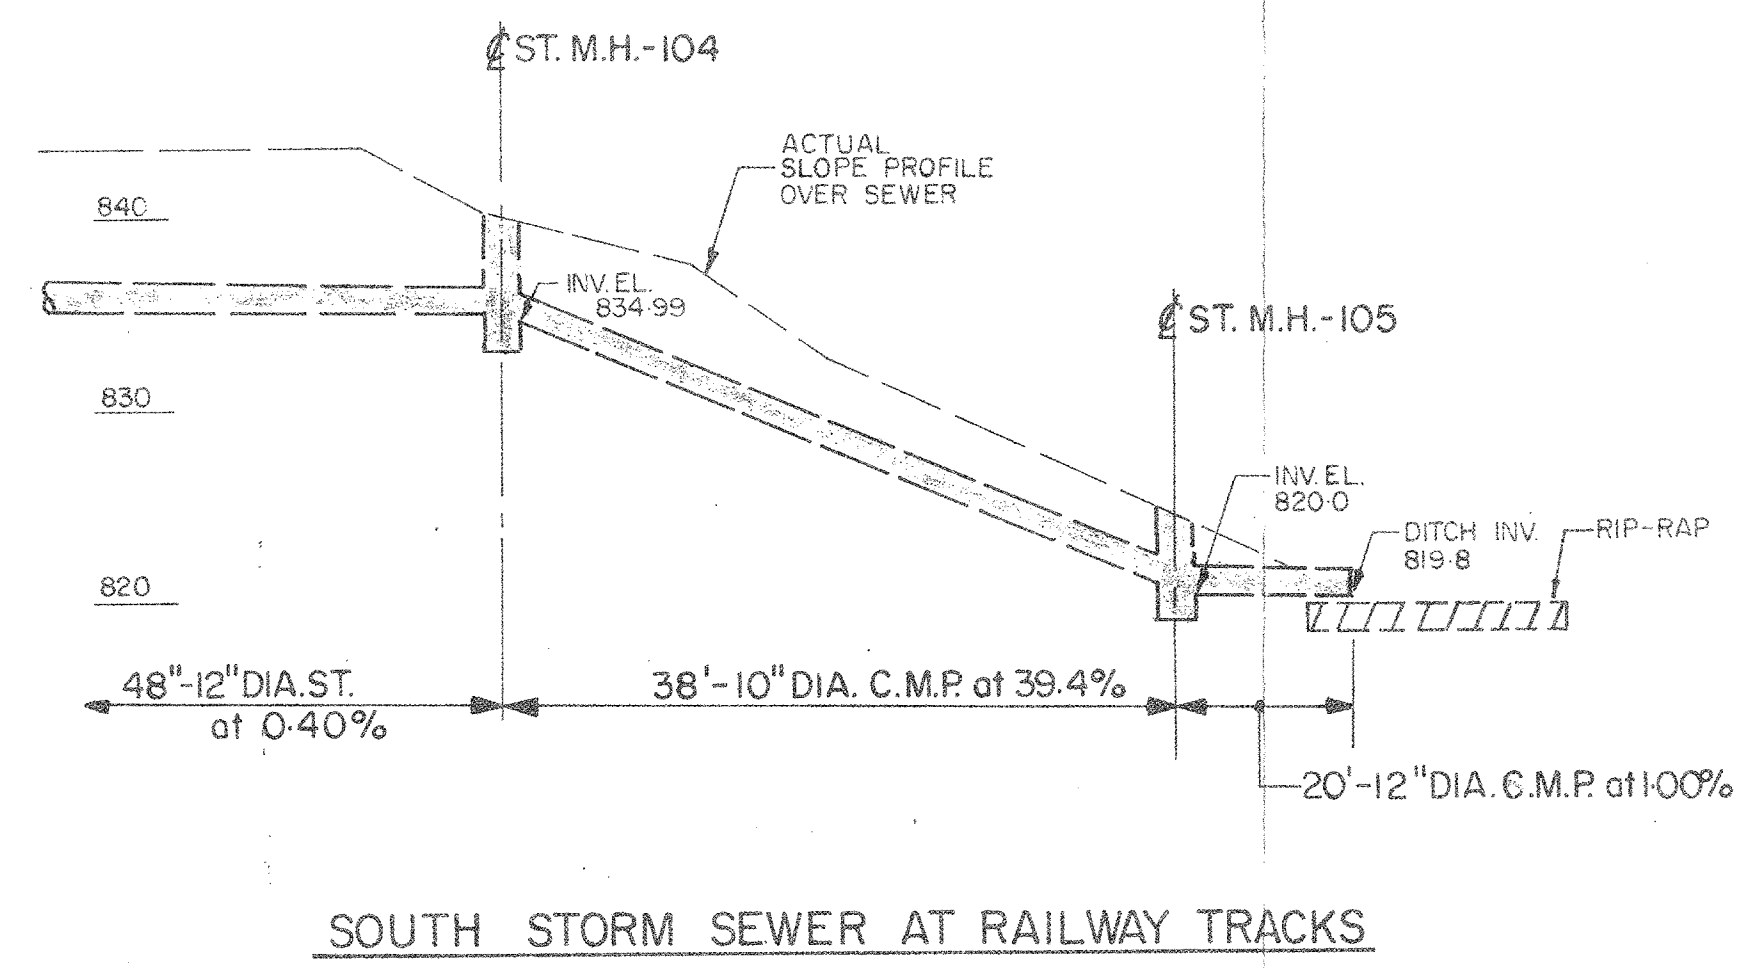 ℄ ST. M.H.-104
ACTUAL
SLOPE PROFILE
OVER SEWER
840
INV. EL.
834.99
℄ ST. M.H.-105
830
INV. EL.
820.0
DITCH INV.
819.8
RIP-RAP
820
48"-12" DIA. ST.
at 0.40%
38'-10" DIA. C.M.P. at 39.4%
20'-12" DIA. C.M.P. at 1.00%
SOUTH STORM SEWER AT RAILWAY TRACKS